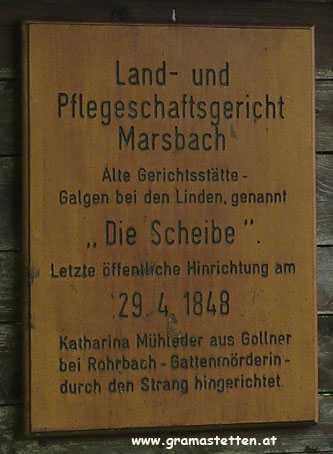 Land- und
Pflegeschaftsgericht
Marsbach
Alte Gerichtsstätte -
Galgen bei den Linden, genannt
„Die Scheibe".
Letzte öffentliche Hinrichtung am
29. 4. 1848
Katharina Mühleder aus Gollner
bei Rohrbach - Gattenmörderin -
durch den Strang hingerichtet.
www.gramastetten.at